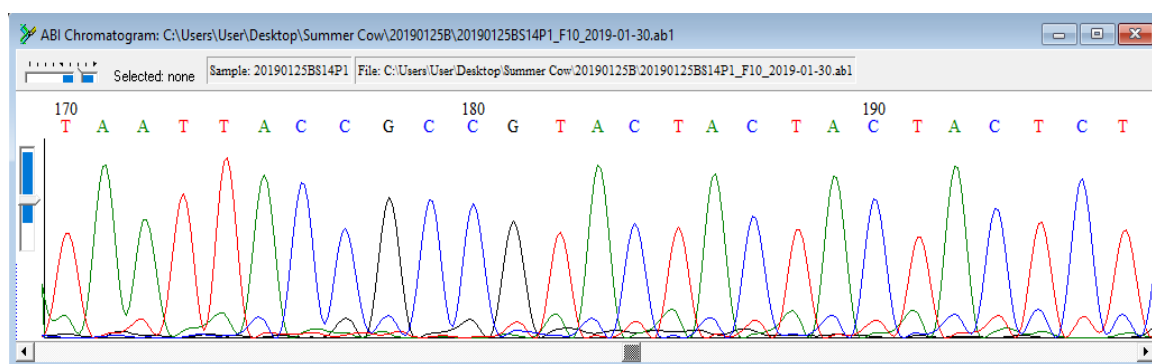 ABI Chromatogram: C:\Users\User\Desktop\Summer Cow\20190125B\20190125BS14P1_F10_2019-01-30.ab1
Selected: none Sample: 20190125BS14P1 File: C:\Users\User\Desktop\Summer Cow\20190125B\20190125BS14P1_F10_2019-01-30.ab1
170 180 190
T A A T T A C C G C C G T A C T A C T A C T A C T C T